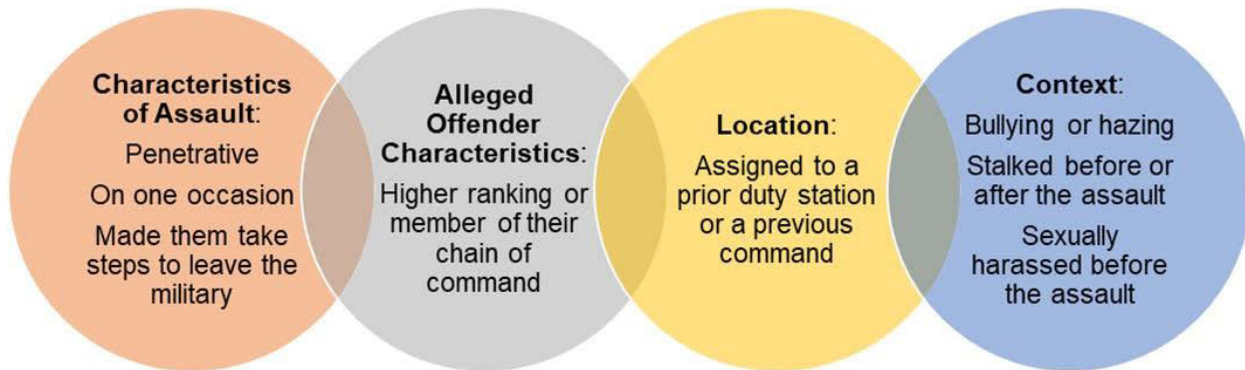 Characteristics
of Assault:
Penetrative
On one occasion
Made them take
steps to leave the
military
Alleged
Offender
Characteristics:
Higher ranking or
member of their
chain of
command
Location:
Assigned to a
prior duty station
or a previous
command
Context:
Bullying or hazing
Stalked before or
after the assault
Sexually
harassed before
the assault